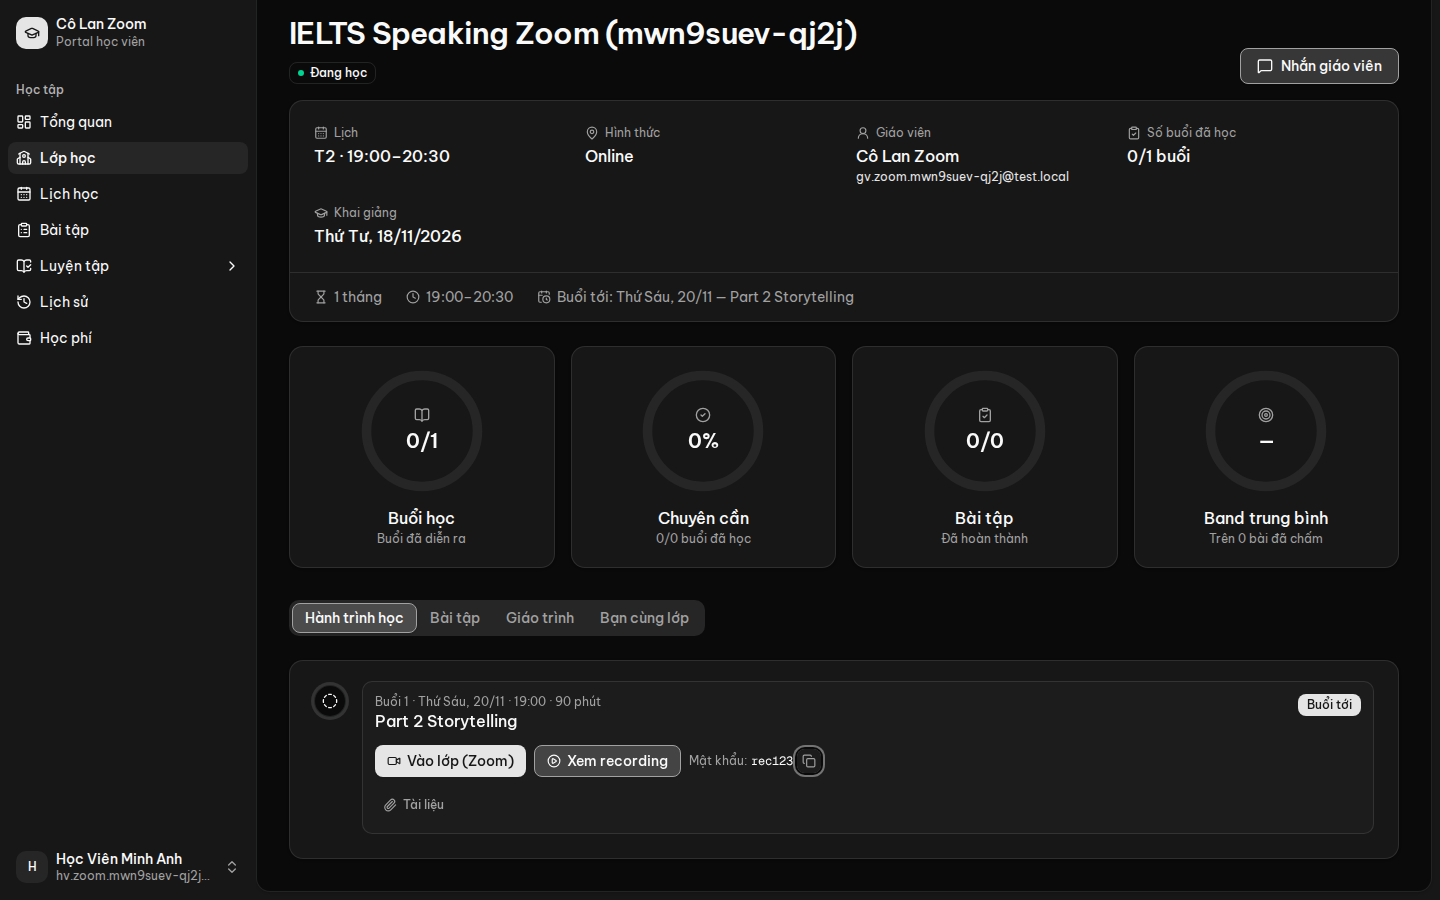 Cô Lan Zoom
Portal học viên
Học tập
Tổng quan
Lớp học
Lịch học
Bài tập
Luyện tập
Lịch sử
Học phí
H
Học Viên Minh Anh
hv.zoom.mwn9suev-qj2j...
IELTS Speaking Zoom (mwn9suev-qj2j)
Đang học
Nhắn giáo viên
Lịch
T2 · 19:00–20:30
Hình thức
Online
Giáo viên
Cô Lan Zoom
gv.zoom.mwn9suev-qj2j@test.local
Số buổi đã học
0/1 buổi
Khai giảng
Thứ Tư, 18/11/2026
1 tháng
19:00–20:30
Buổi tới: Thứ Sáu, 20/11 — Part 2 Storytelling
0/1
Buổi học
Buổi đã diễn ra
0%
Chuyên cần
0/0 buổi đã học
0/0
Bài tập
Đã hoàn thành
—
Band trung bình
Trên 0 bài đã chấm
Hành trình học
Bài tập
Giáo trình
Bạn cùng lớp
Buổi 1 · Thứ Sáu, 20/11 · 19:00 · 90 phút
Buổi tới
Part 2 Storytelling
Vào lớp (Zoom)
Xem recording
Mật khẩu: rec123
Tài liệu